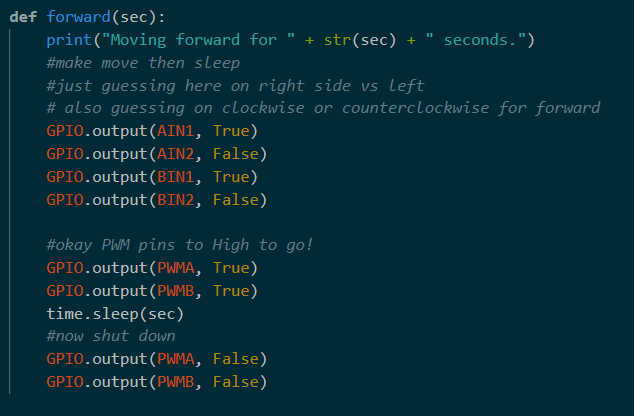 def forward(sec):
    print("Moving forward for " + str(sec) + " seconds.")
    #make move then sleep
    #just guessing here on right side vs left
    # also guessing on clockwise or counterclockwise for forward
    GPIO.output(AIN1, True)
    GPIO.output(AIN2, False)
    GPIO.output(BIN1, True)
    GPIO.output(BIN2, False)

    #okay PWM pins to High to go!
    GPIO.output(PWMA, True)
    GPIO.output(PWMB, True)
    time.sleep(sec)
    #now shut down
    GPIO.output(PWMA, False)
    GPIO.output(PWMB, False)